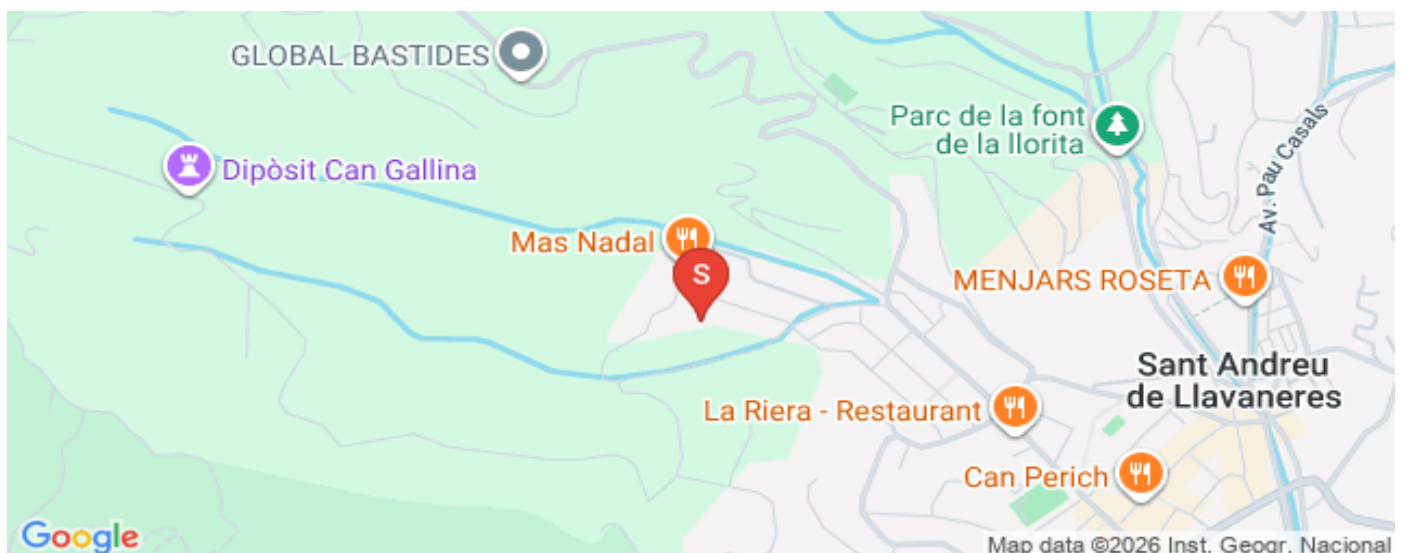 GLOBAL BASTIDES
Parc de la font
de la llorita
Av. Pau Casals
Dipòsit Can Gallina
Mas Nadal
S
MENJARS ROSETA
Sant Andreu
de Llavaneres
La Riera - Restaurant
Can Perich
Google
Map data ©2026 Inst. Geogr. Nacional